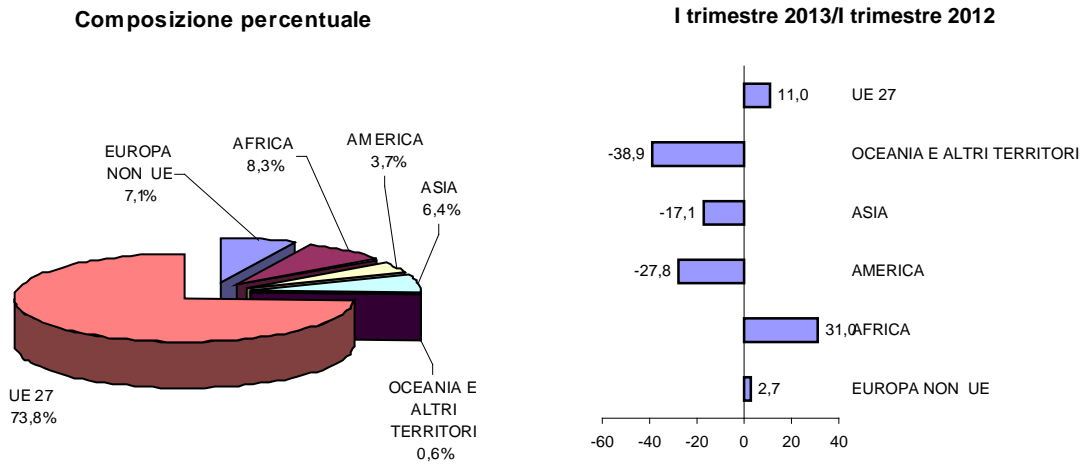 Composizione percentuale
EUROPA
NON UE
7,1%
AFRICA
8,3%
AMERICA
3,7%
ASIA
6,4%
UE 27
73,8%
OCEANIA E
ALTRI
TERRITORI
0,6%
I trimestre 2013/I trimestre 2012
11,0 UE 27
-38,9 OCEANIA E ALTRI TERRITORI
-17,1 ASIA
-27,8 AMERICA
31,0 AFRICA
2,7 EUROPA NON UE
-60 -40 -20 0 20 40